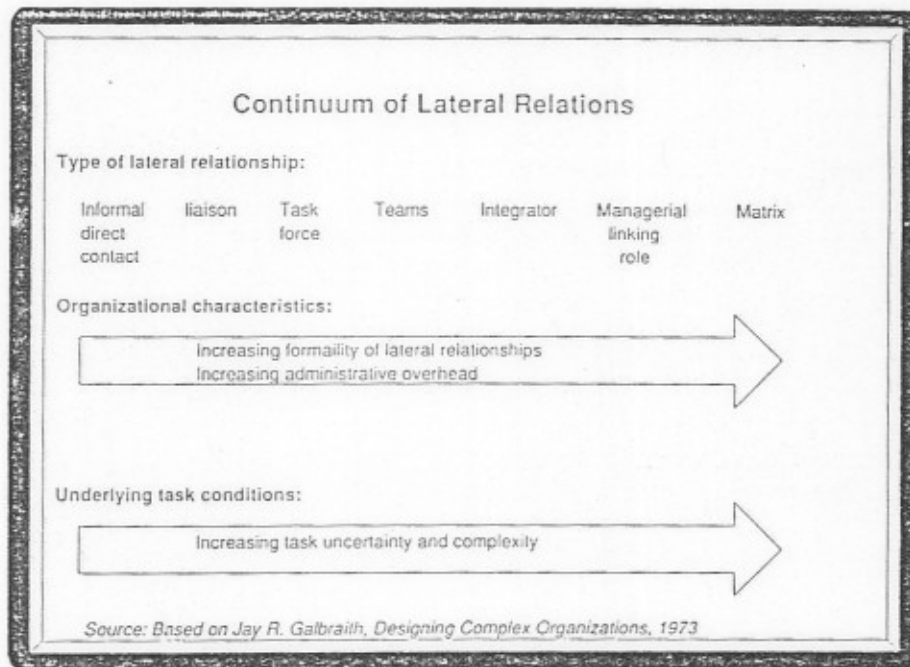 Continuum of Lateral Relations
Type of lateral relationship:
Informal direct contact
liaison
Task force
Teams
Integrator
Managerial linking role
Matrix
Organizational characteristics:
Increasing formaility of lateral relationships
Increasing administrative overhead
Underlying task conditions:
Increasing task uncertainty and complexity
Source: Based on Jay R. Galbraith, Designing Complex Organizations, 1973